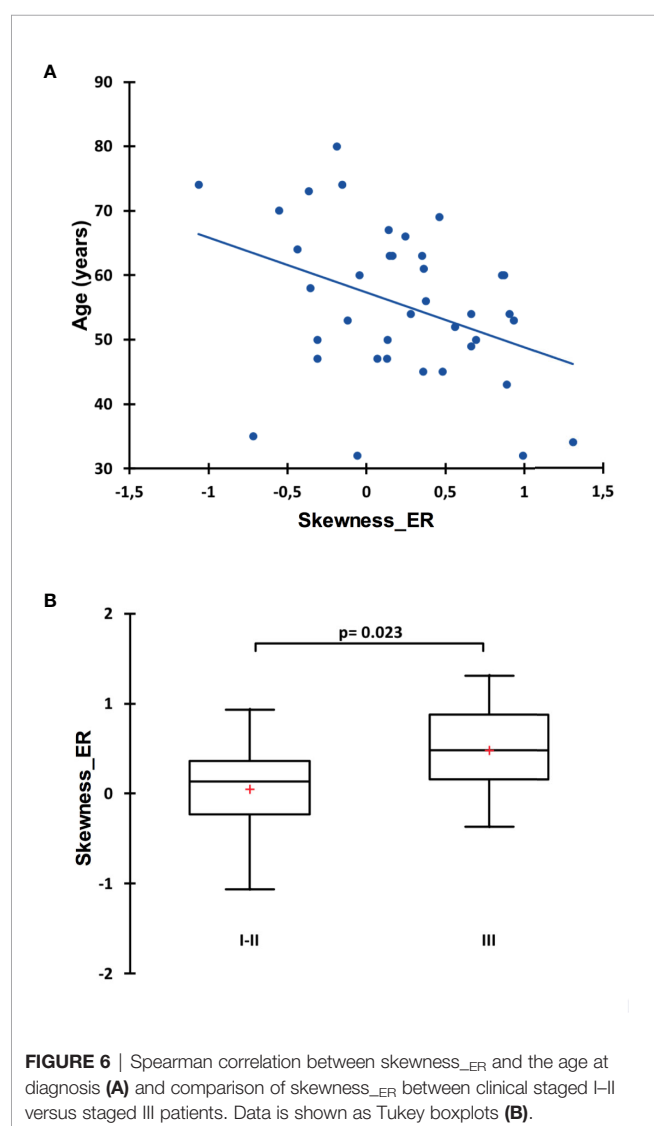 A
90
80
70
60
50
40
30
Age (years)
-1,5 -1 -0,5 0 0,5 1 1,5
Skewness_ER
B
2
1
0
-1
-2
Skewness_ER
p= 0.023
I-II III
FIGURE 6 | Spearman correlation between skewness_ER and the age at
diagnosis (A) and comparison of skewness_ER between clinical staged I–II
versus staged III patients. Data is shown as Tukey boxplots (B).